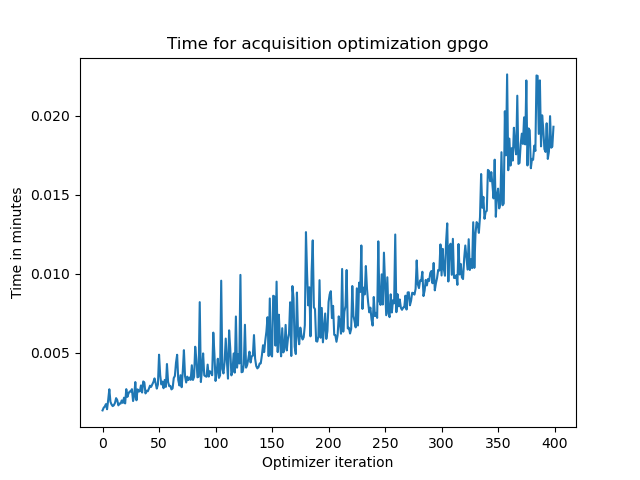 Time for acquisition optimization gpgo
Time in minutes
0.020
0.015
0.010
0.005
0 50 100 150 200 250 300 350 400
Optimizer iteration